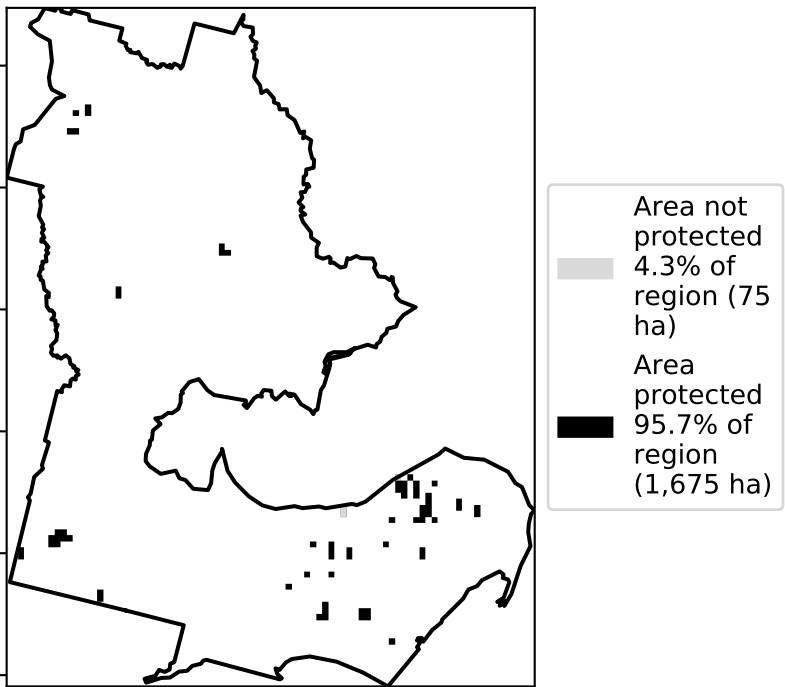 Area not
protected
4.3% of
region (75
ha)
Area
protected
95.7% of
region
(1,675 ha)